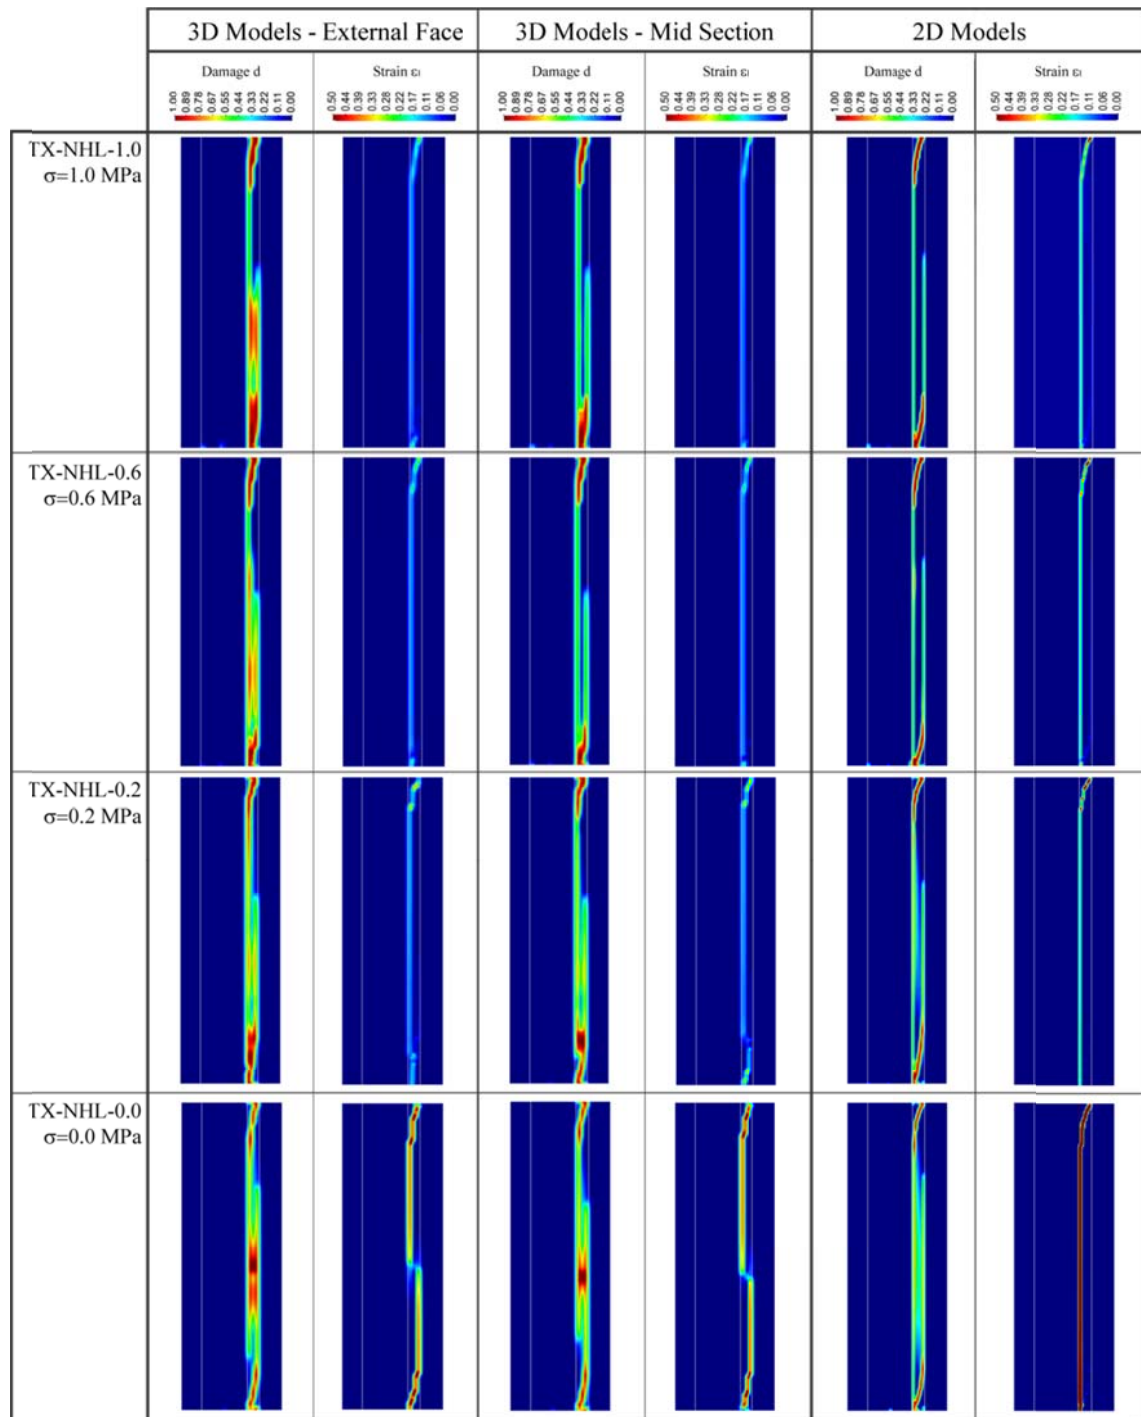 3D Models - External Face
3D Models - Mid Section
2D Models
Damage d
Strain εı
Damage d
Strain εı
Damage d
Strain εı
1.00 0.89 0.78 0.67 0.55 0.44 0.33 0.22 0.11 0.00
0.50 0.44 0.39 0.33 0.28 0.22 0.17 0.11 0.06 0.00
1.00 0.89 0.78 0.67 0.55 0.44 0.33 0.22 0.11 0.00
0.50 0.44 0.39 0.33 0.28 0.22 0.17 0.11 0.06 0.00
1.00 0.89 0.78 0.67 0.55 0.44 0.33 0.22 0.11 0.00
0.50 0.44 0.39 0.33 0.28 0.22 0.17 0.11 0.06 0.00
TX-NHL-1.0
σ=1.0 MPa
TX-NHL-0.6
σ=0.6 MPa
TX-NHL-0.2
σ=0.2 MPa
TX-NHL-0.0
σ=0.0 MPa